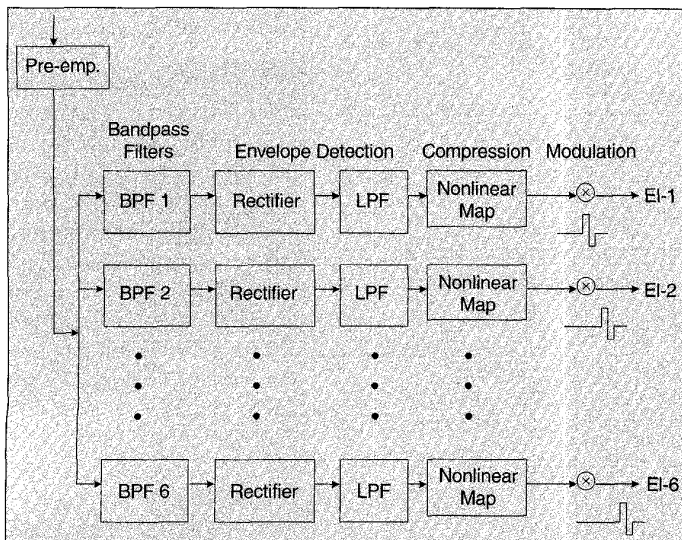 Pre-emp.
Bandpass
Filters
Envelope Detection
Compression
Modulation
BPF 1
Rectifier
LPF
Nonlinear
Map
El-1
BPF 2
Rectifier
LPF
Nonlinear
Map
El-2
BPF 6
Rectifier
LPF
Nonlinear
Map
El-6